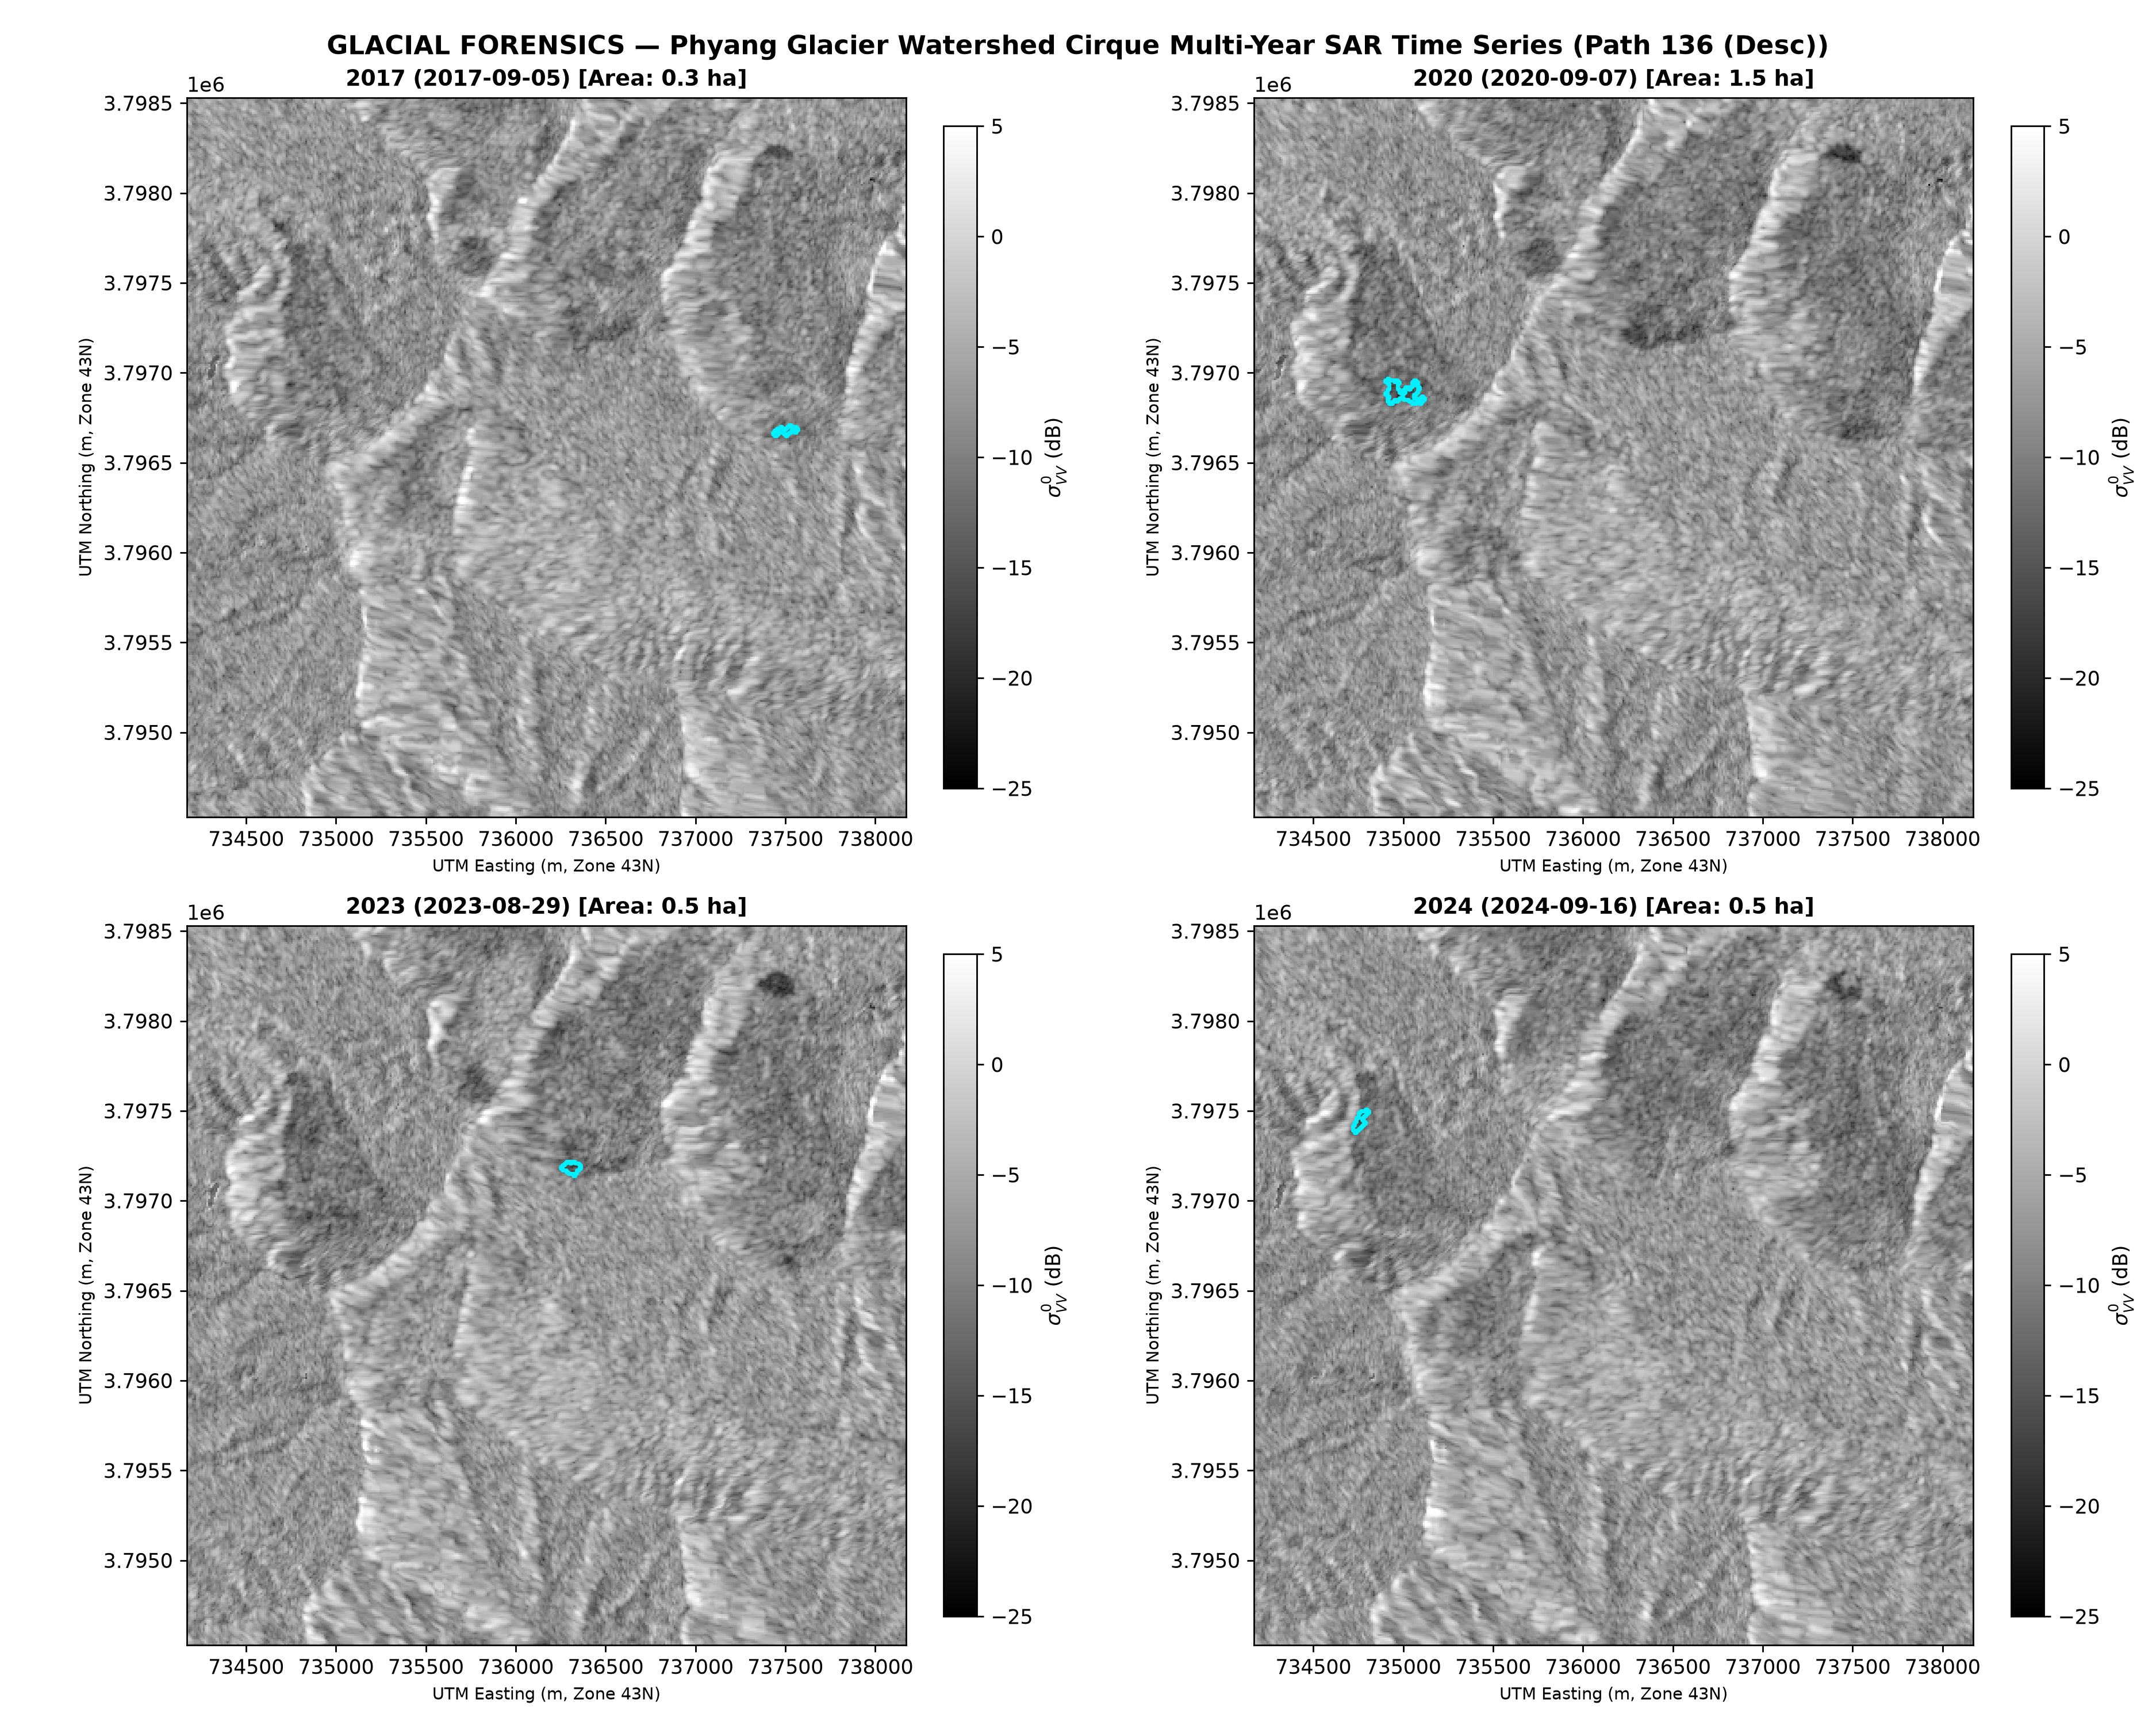 GLACIAL FORENSICS — Phyang Glacier Watershed Cirque Multi-Year SAR Time Series (Path 136 (Desc))
2017 (2017-09-05) [Area: 0.3 ha]
1e6
3.7985
3.7980
3.7975
3.7970
3.7965
3.7960
3.7955
3.7950
UTM Northing (m, Zone 43N)
734500 735000 735500 736000 736500 737000 737500 738000
UTM Easting (m, Zone 43N)
5
0
−5
−10
−15
−20
−25
σ⁰VV (dB)
2020 (2020-09-07) [Area: 1.5 ha]
1e6
3.7985
3.7980
3.7975
3.7970
3.7965
3.7960
3.7955
3.7950
UTM Northing (m, Zone 43N)
734500 735000 735500 736000 736500 737000 737500 738000
UTM Easting (m, Zone 43N)
5
0
−5
−10
−15
−20
−25
σ⁰VV (dB)
2023 (2023-08-29) [Area: 0.5 ha]
1e6
3.7985
3.7980
3.7975
3.7970
3.7965
3.7960
3.7955
3.7950
UTM Northing (m, Zone 43N)
734500 735000 735500 736000 736500 737000 737500 738000
UTM Easting (m, Zone 43N)
5
0
−5
−10
−15
−20
−25
σ⁰VV (dB)
2024 (2024-09-16) [Area: 0.5 ha]
1e6
3.7985
3.7980
3.7975
3.7970
3.7965
3.7960
3.7955
3.7950
UTM Northing (m, Zone 43N)
734500 735000 735500 736000 736500 737000 737500 738000
UTM Easting (m, Zone 43N)
5
0
−5
−10
−15
−20
−25
σ⁰VV (dB)